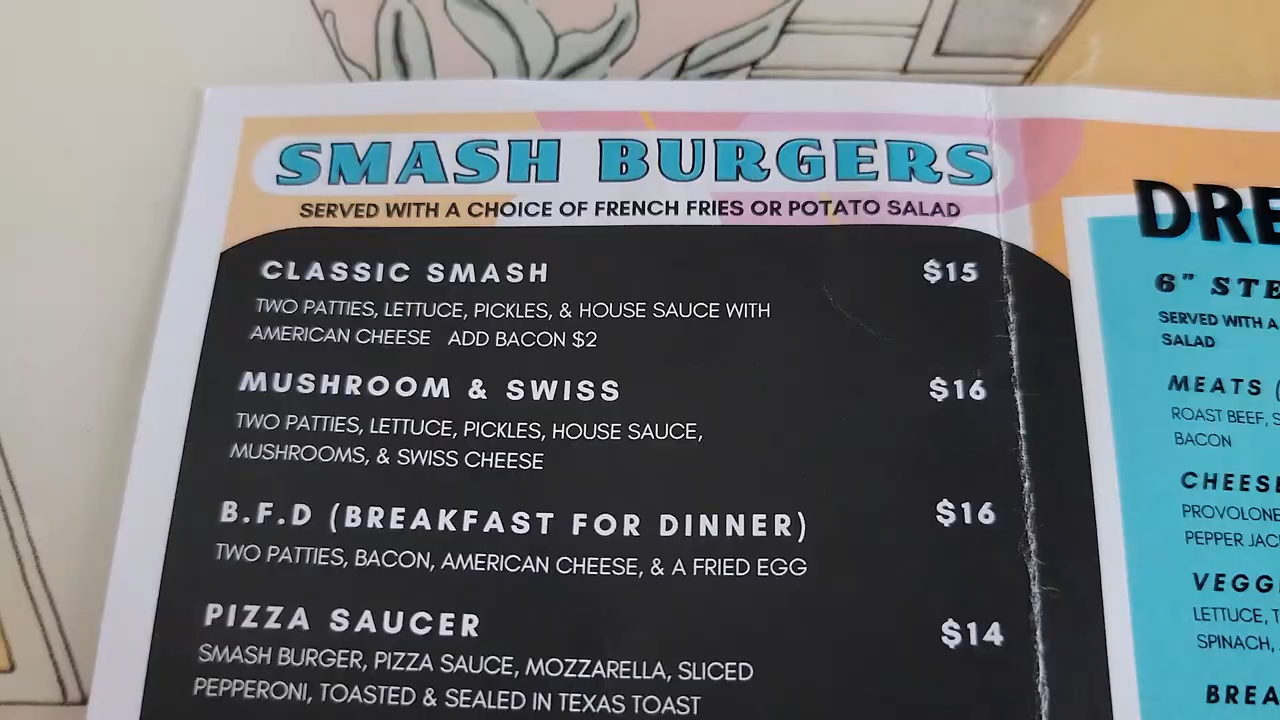 SMASH BURGERS
SERVED WITH A CHOICE OF FRENCH FRIES OR POTATO SALAD
CLASSIC SMASH $15
TWO PATTIES, LETTUCE, PICKLES, & HOUSE SAUCE WITH
AMERICAN CHEESE ADD BACON $2
MUSHROOM & SWISS $16
TWO PATTIES, LETTUCE, PICKLES, HOUSE SAUCE,
MUSHROOMS, & SWISS CHEESE
B.F.D (BREAKFAST FOR DINNER) $16
TWO PATTIES, BACON, AMERICAN CHEESE, & A FRIED EGG
PIZZA SAUCER $14
SMASH BURGER, PIZZA SAUCE, MOZZARELLA, SLICED
PEPPERONI, TOASTED & SEALED IN TEXAS TOAST
6"
SERVED WITH A
SALAD
MEATS (
ROAST BEEF,
BACON
CHEESE
PROVOLONE
PEPPER
LETTUCE,
SPINACH,